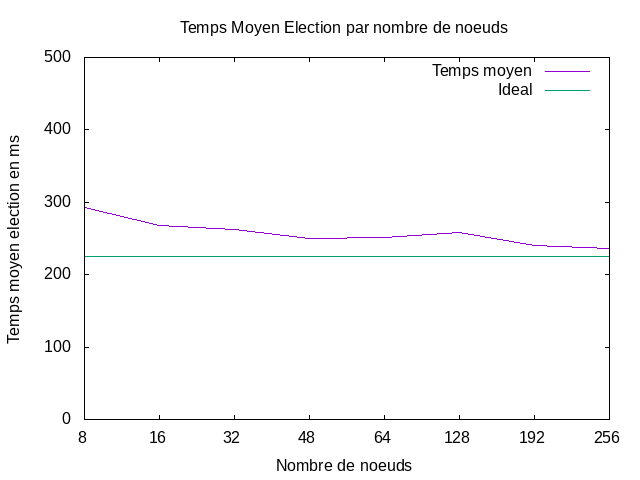 Temps Moyen Election par nombre de noeuds
500
Temps moyen
Ideal
400
300
200
100
0
Temps moyen election en ms
8 16 32 48 64 128 192 256
Nombre de noeuds